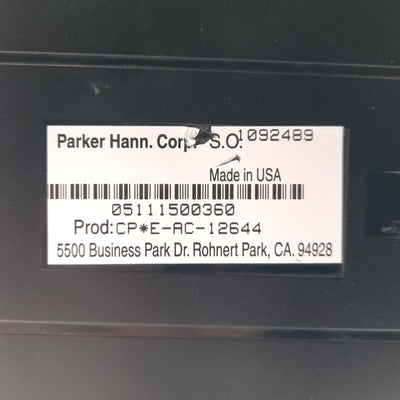 Parker Hann. Corp. S.O. 1092489
Made in USA
05111500360
Prod:CP*E-AC-12644
5500 Business Park Dr. Rohnert Park, CA. 94928